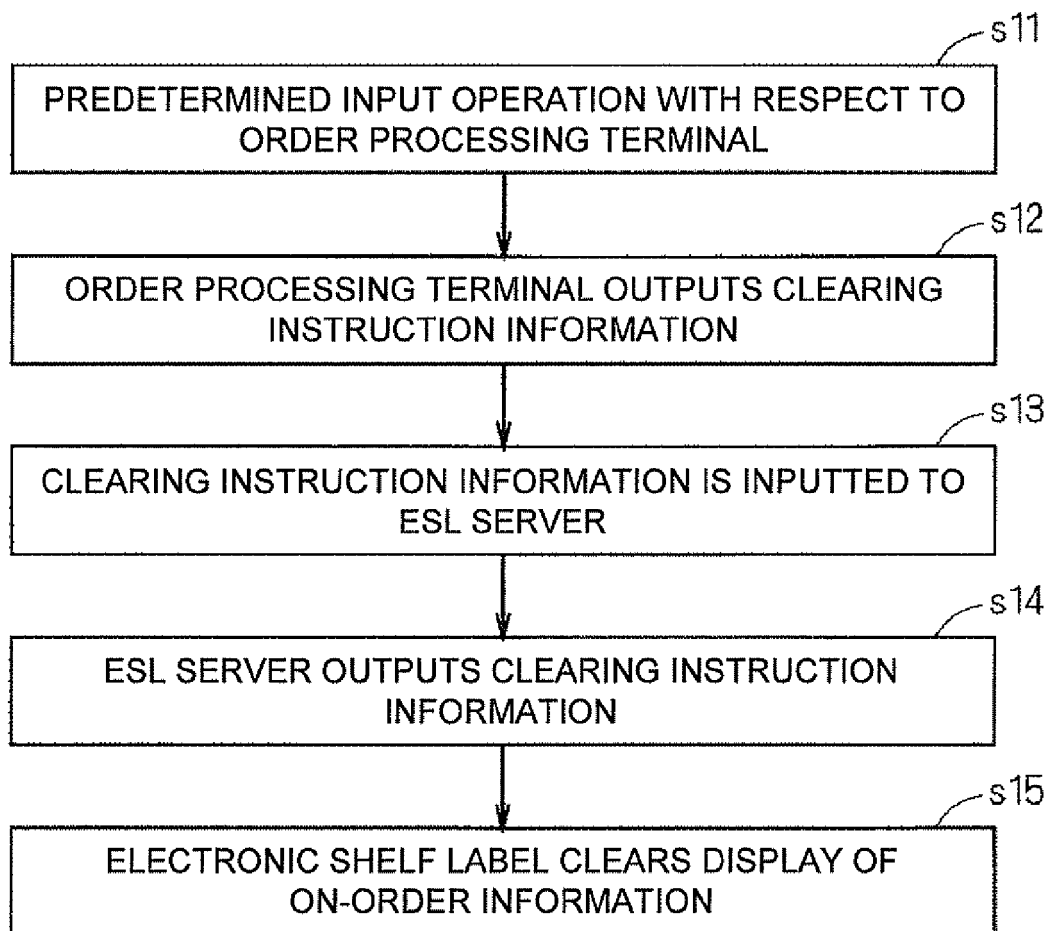 s11
PREDETERMINED INPUT OPERATION WITH RESPECT TO
ORDER PROCESSING TERMINAL
s12
ORDER PROCESSING TERMINAL OUTPUTS CLEARING
INSTRUCTION INFORMATION
s13
CLEARING INSTRUCTION INFORMATION IS INPUTTED TO
ESL SERVER
s14
ESL SERVER OUTPUTS CLEARING INSTRUCTION
INFORMATION
s15
ELECTRONIC SHELF LABEL CLEARS DISPLAY OF
ON-ORDER INFORMATION